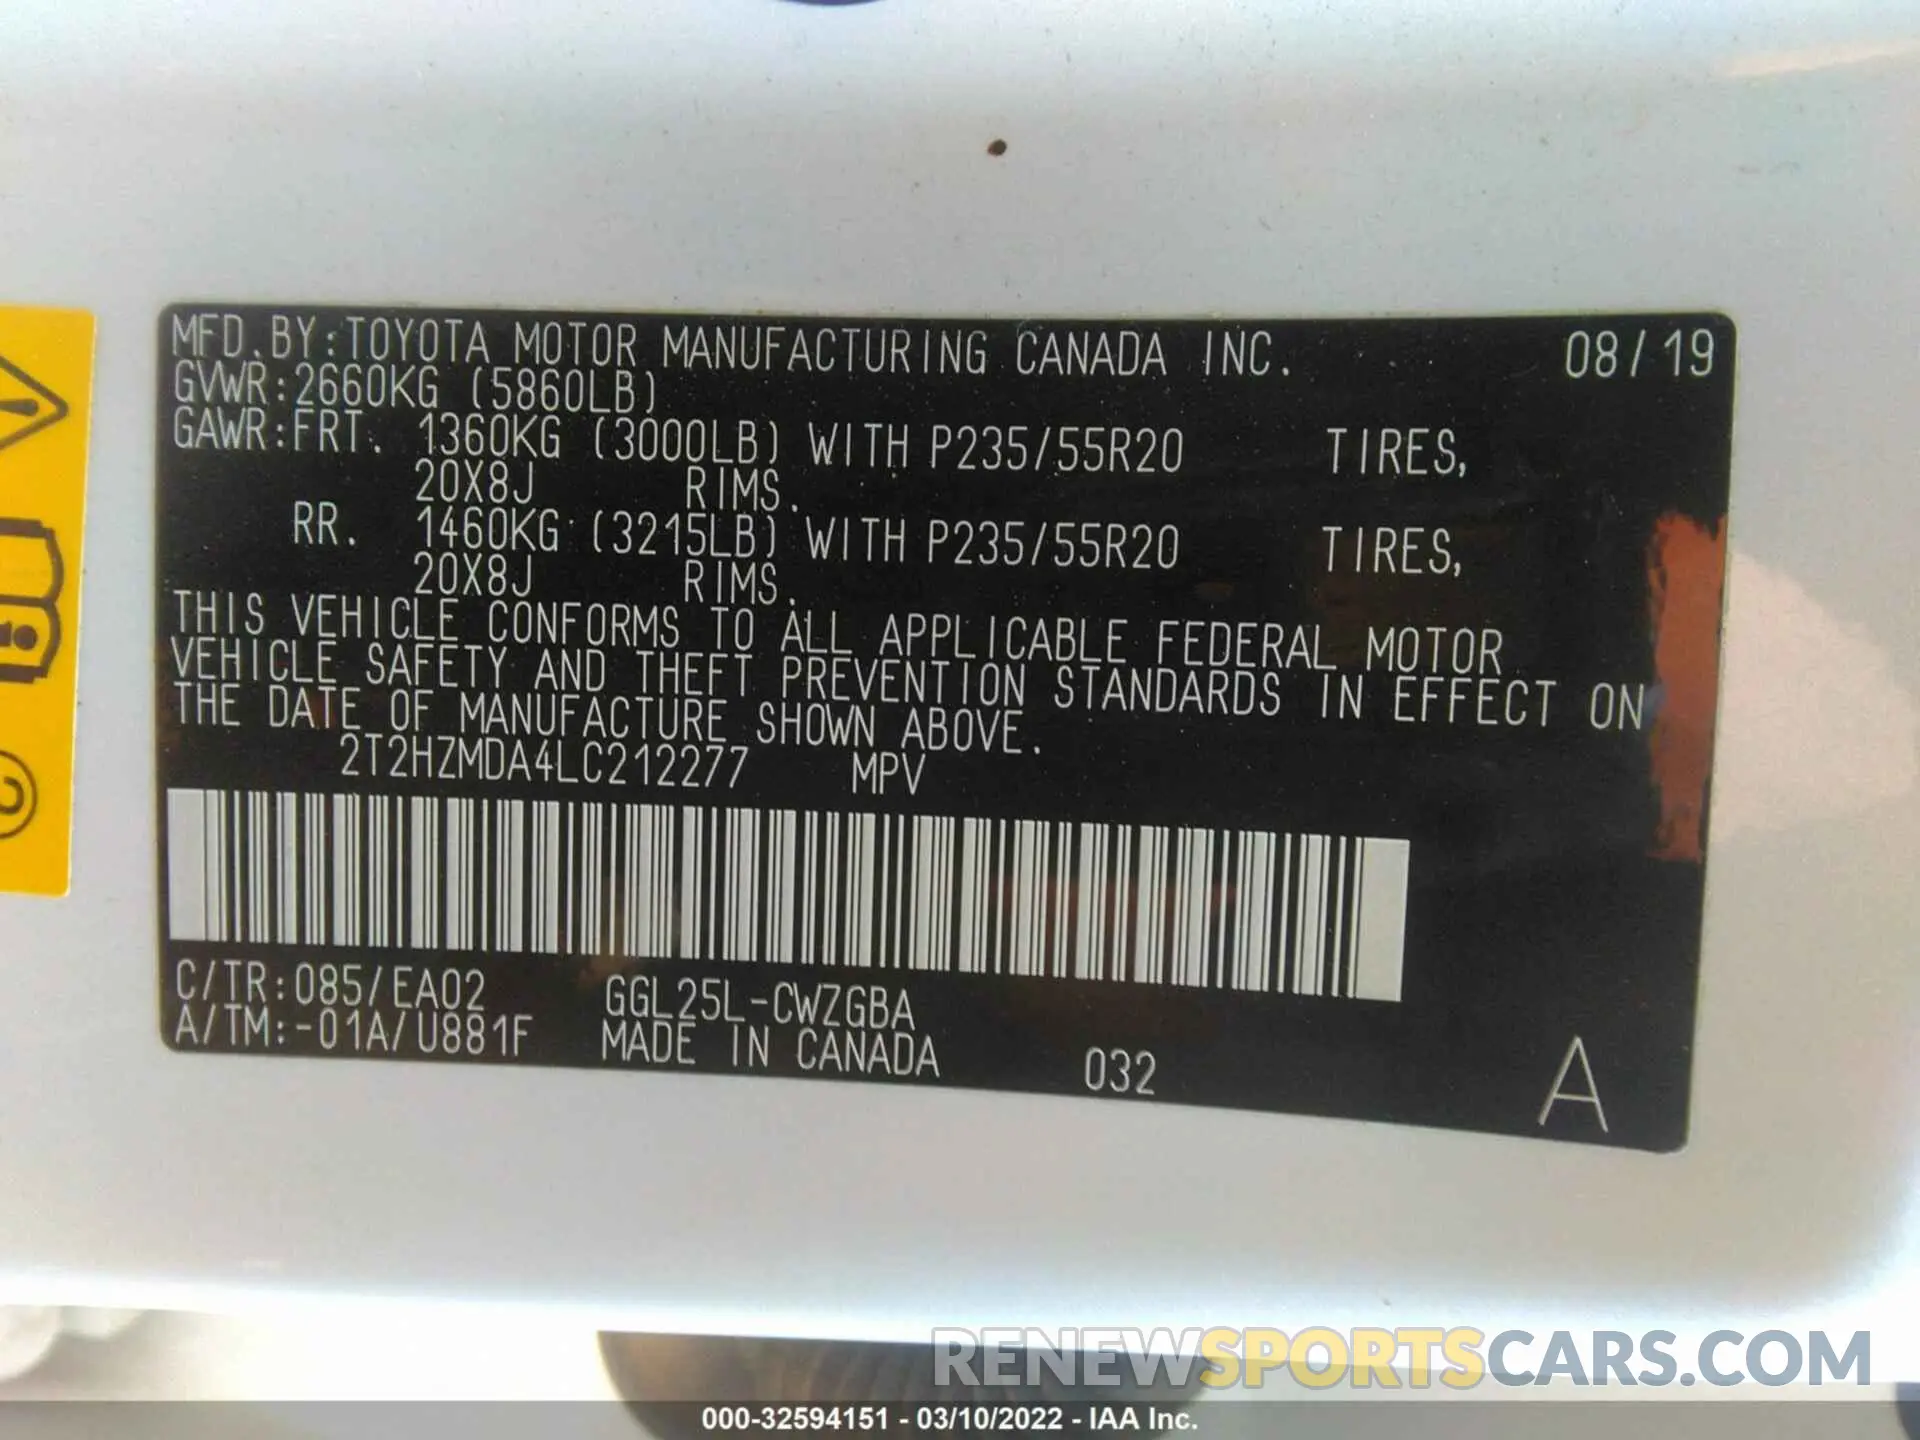 MFD.BY:TOYOTA MOTOR MANUFACTURING CANADA INC. 08/19
GVWR:2660KG (5860LB)
GAWR:FRT. 1360KG (3000LB) WITH P235/55R20 TIRES,
20X8J RIMS.
RR. 1460KG (3215LB) WITH P235/55R20 TIRES,
20X8J RIMS.
THIS VEHICLE CONFORMS TO ALL APPLICABLE FEDERAL MOTOR
VEHICLE SAFETY AND THEFT PREVENTION STANDARDS IN EFFECT ON
THE DATE OF MANUFACTURE SHOWN ABOVE.
2T2HZMDA4LC212277 MPV
C/TR:085/EA02 GGL25L-CWZGBA
A/TM:-01A/U881F MADE IN CANADA 032 A
RENEWSPORTSCARS.COM
000-32594151 - 03/10/2022 - IAA Inc.